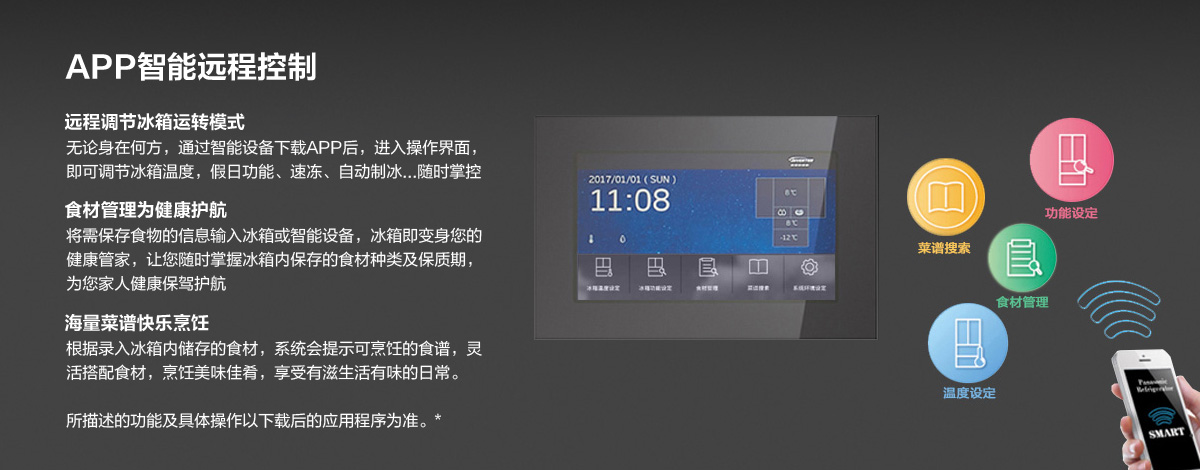 APP智能远程控制
远程调节冰箱运转模式
无论身在何方，通过智能设备下载APP后，进入操作界面，
即可调节冰箱温度，假日功能、速冻、自动制冰...随时掌控
食材管理为健康护航
将需保存食物的信息输入冰箱或智能设备，冰箱即变身您的
健康管家，让您随时掌握冰箱内保存的食材种类及保质期，
为您家人健康保驾护航
海量菜谱快乐烹饪
根据录入冰箱内储存的食材，系统会提示可烹饪的食谱，灵
活搭配食材，烹饪美味佳肴，享受有滋生活有味的日常。
所描述的功能及具体操作以下载后的应用程序为准。*
INVERTER
2017/01/01 ( SUN )
11:08
8℃
8℃
-12℃
冰箱温度设定
冰箱功能设定
食材管理
菜谱搜索
系统环境设定
功能设定
菜谱搜索
食材管理
温度设定
Panasonic
Refrigerator
SMART